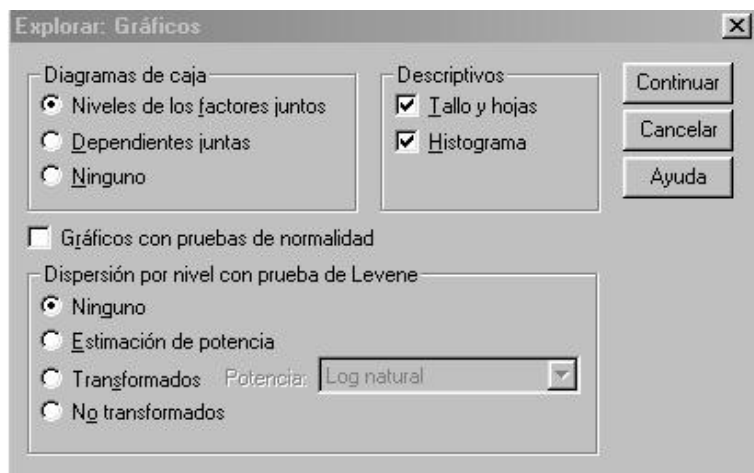 Explorar: Gráficos
Diagramas de caja
Niveles de los factores juntos
Dependientes juntas
Ninguno
Descriptivos
Tallo y hojas
Histograma
Continuar
Cancelar
Ayuda
Gráficos con pruebas de normalidad
Dispersión por nivel con prueba de Levene
Ninguno
Estimación de potencia
Transformados Potencia: Log natural
No transformados